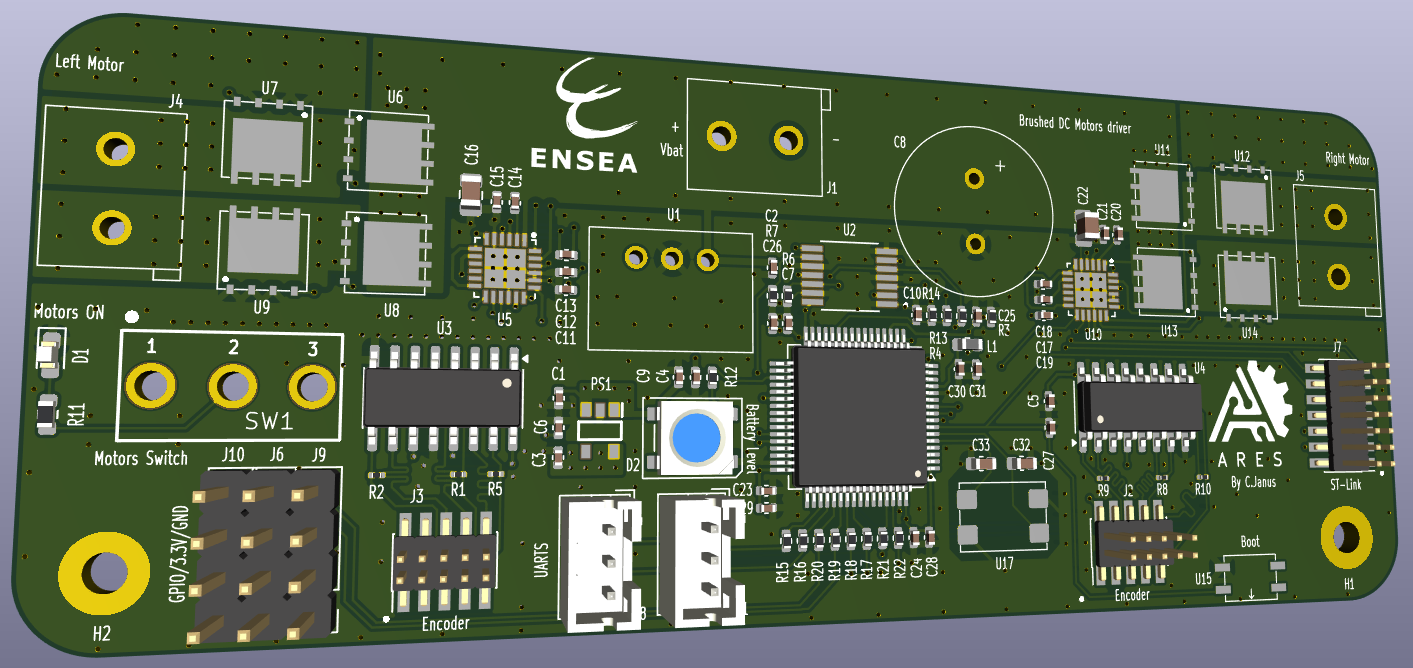 Left Motor
J4
U7
U6
C16
C15
C14
ENSEA
+
Vbat
-
J1
C8
+
Brushed DC Motors driver
U11
U12
Right Motor
J5
C22
C21
C20
U9
U8
U5
C13
C12
C11
U1
C2
R7
C26
R6
C7
U2
C10
R14
C25
R3
R13
R4
L1
C30
C31
C18
C17
C19
U10
U13
U14
J7
Motors ON
D1
R11
1
2
3
SW1
Motors Switch
U3
C1
C6
C3
PS1
C9
C4
R12
D2
Battery level
C5
C27
U4
ARES
By C.Janus
ST-Link
C33
C32
U17
J10
J6
J9
GPIO/3.3V/GND
R2
R1
R5
J3
Encoder
UARTS
C23
R15
R16
R20
R19
R18
R17
R21
R22
C24
C28
R9
R8
R10
Encoder
Boot
U15
H1
H2